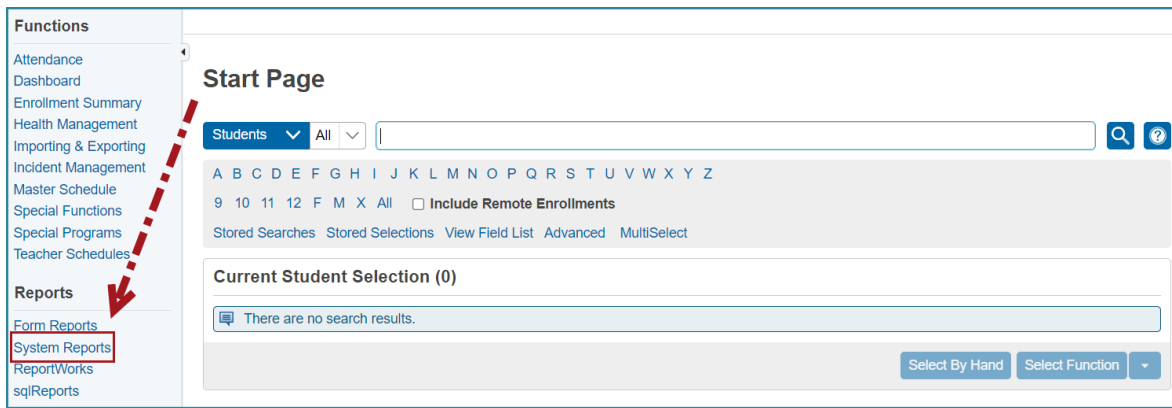 Functions
Attendance
Dashboard
Enrollment Summary
Health Management
Importing & Exporting
Incident Management
Master Schedule
Special Functions
Special Programs
Teacher Schedules
Reports
Form Reports
System Reports
ReportWorks
sqlReports
Start Page
Students All
?
A B C D E F G H I J K L M N O P Q R S T U V W X Y Z
9 10 11 12 F M X All Include Remote Enrollments
Stored Searches Stored Selections View Field List Advanced MultiSelect
Current Student Selection (0)
There are no search results.
Select By Hand Select Function